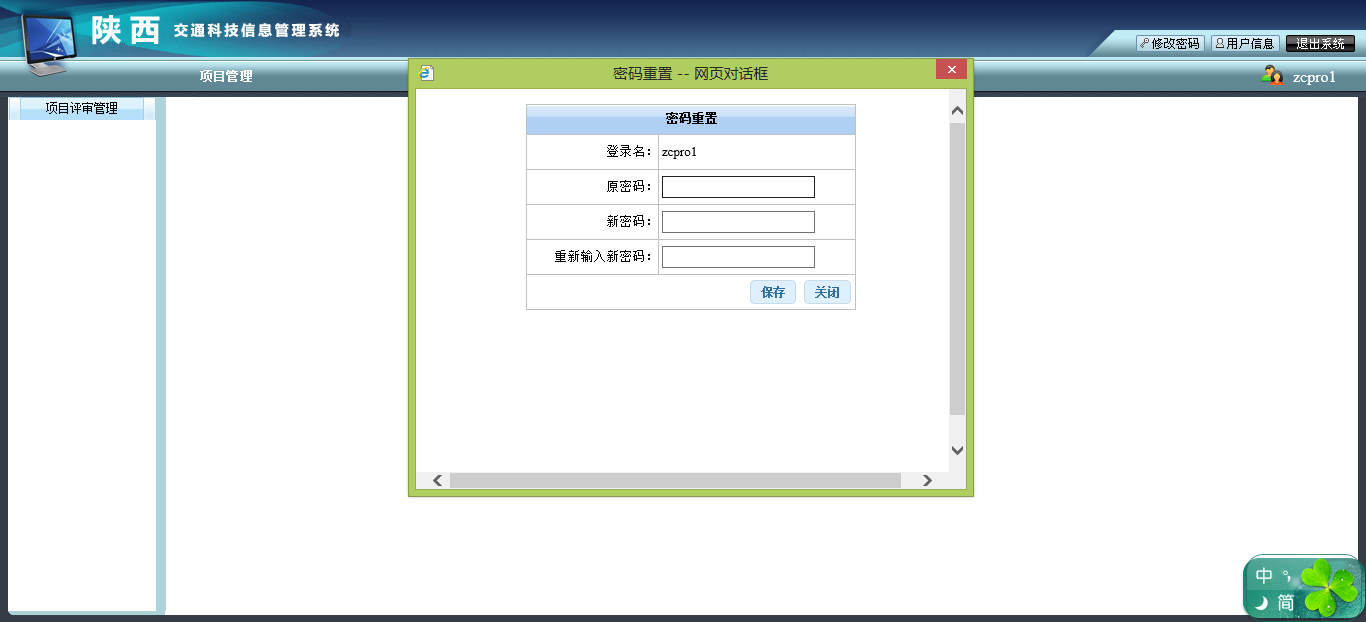 陕西 交通科技信息管理系统
修改密码 用户信息 退出系统
项目管理
zcpro1
项目评审管理
密码重置 -- 网页对话框
密码重置
登录名： zcpro1
原密码：
新密码：
重新输入新密码：
保存 关闭
中 °,
简